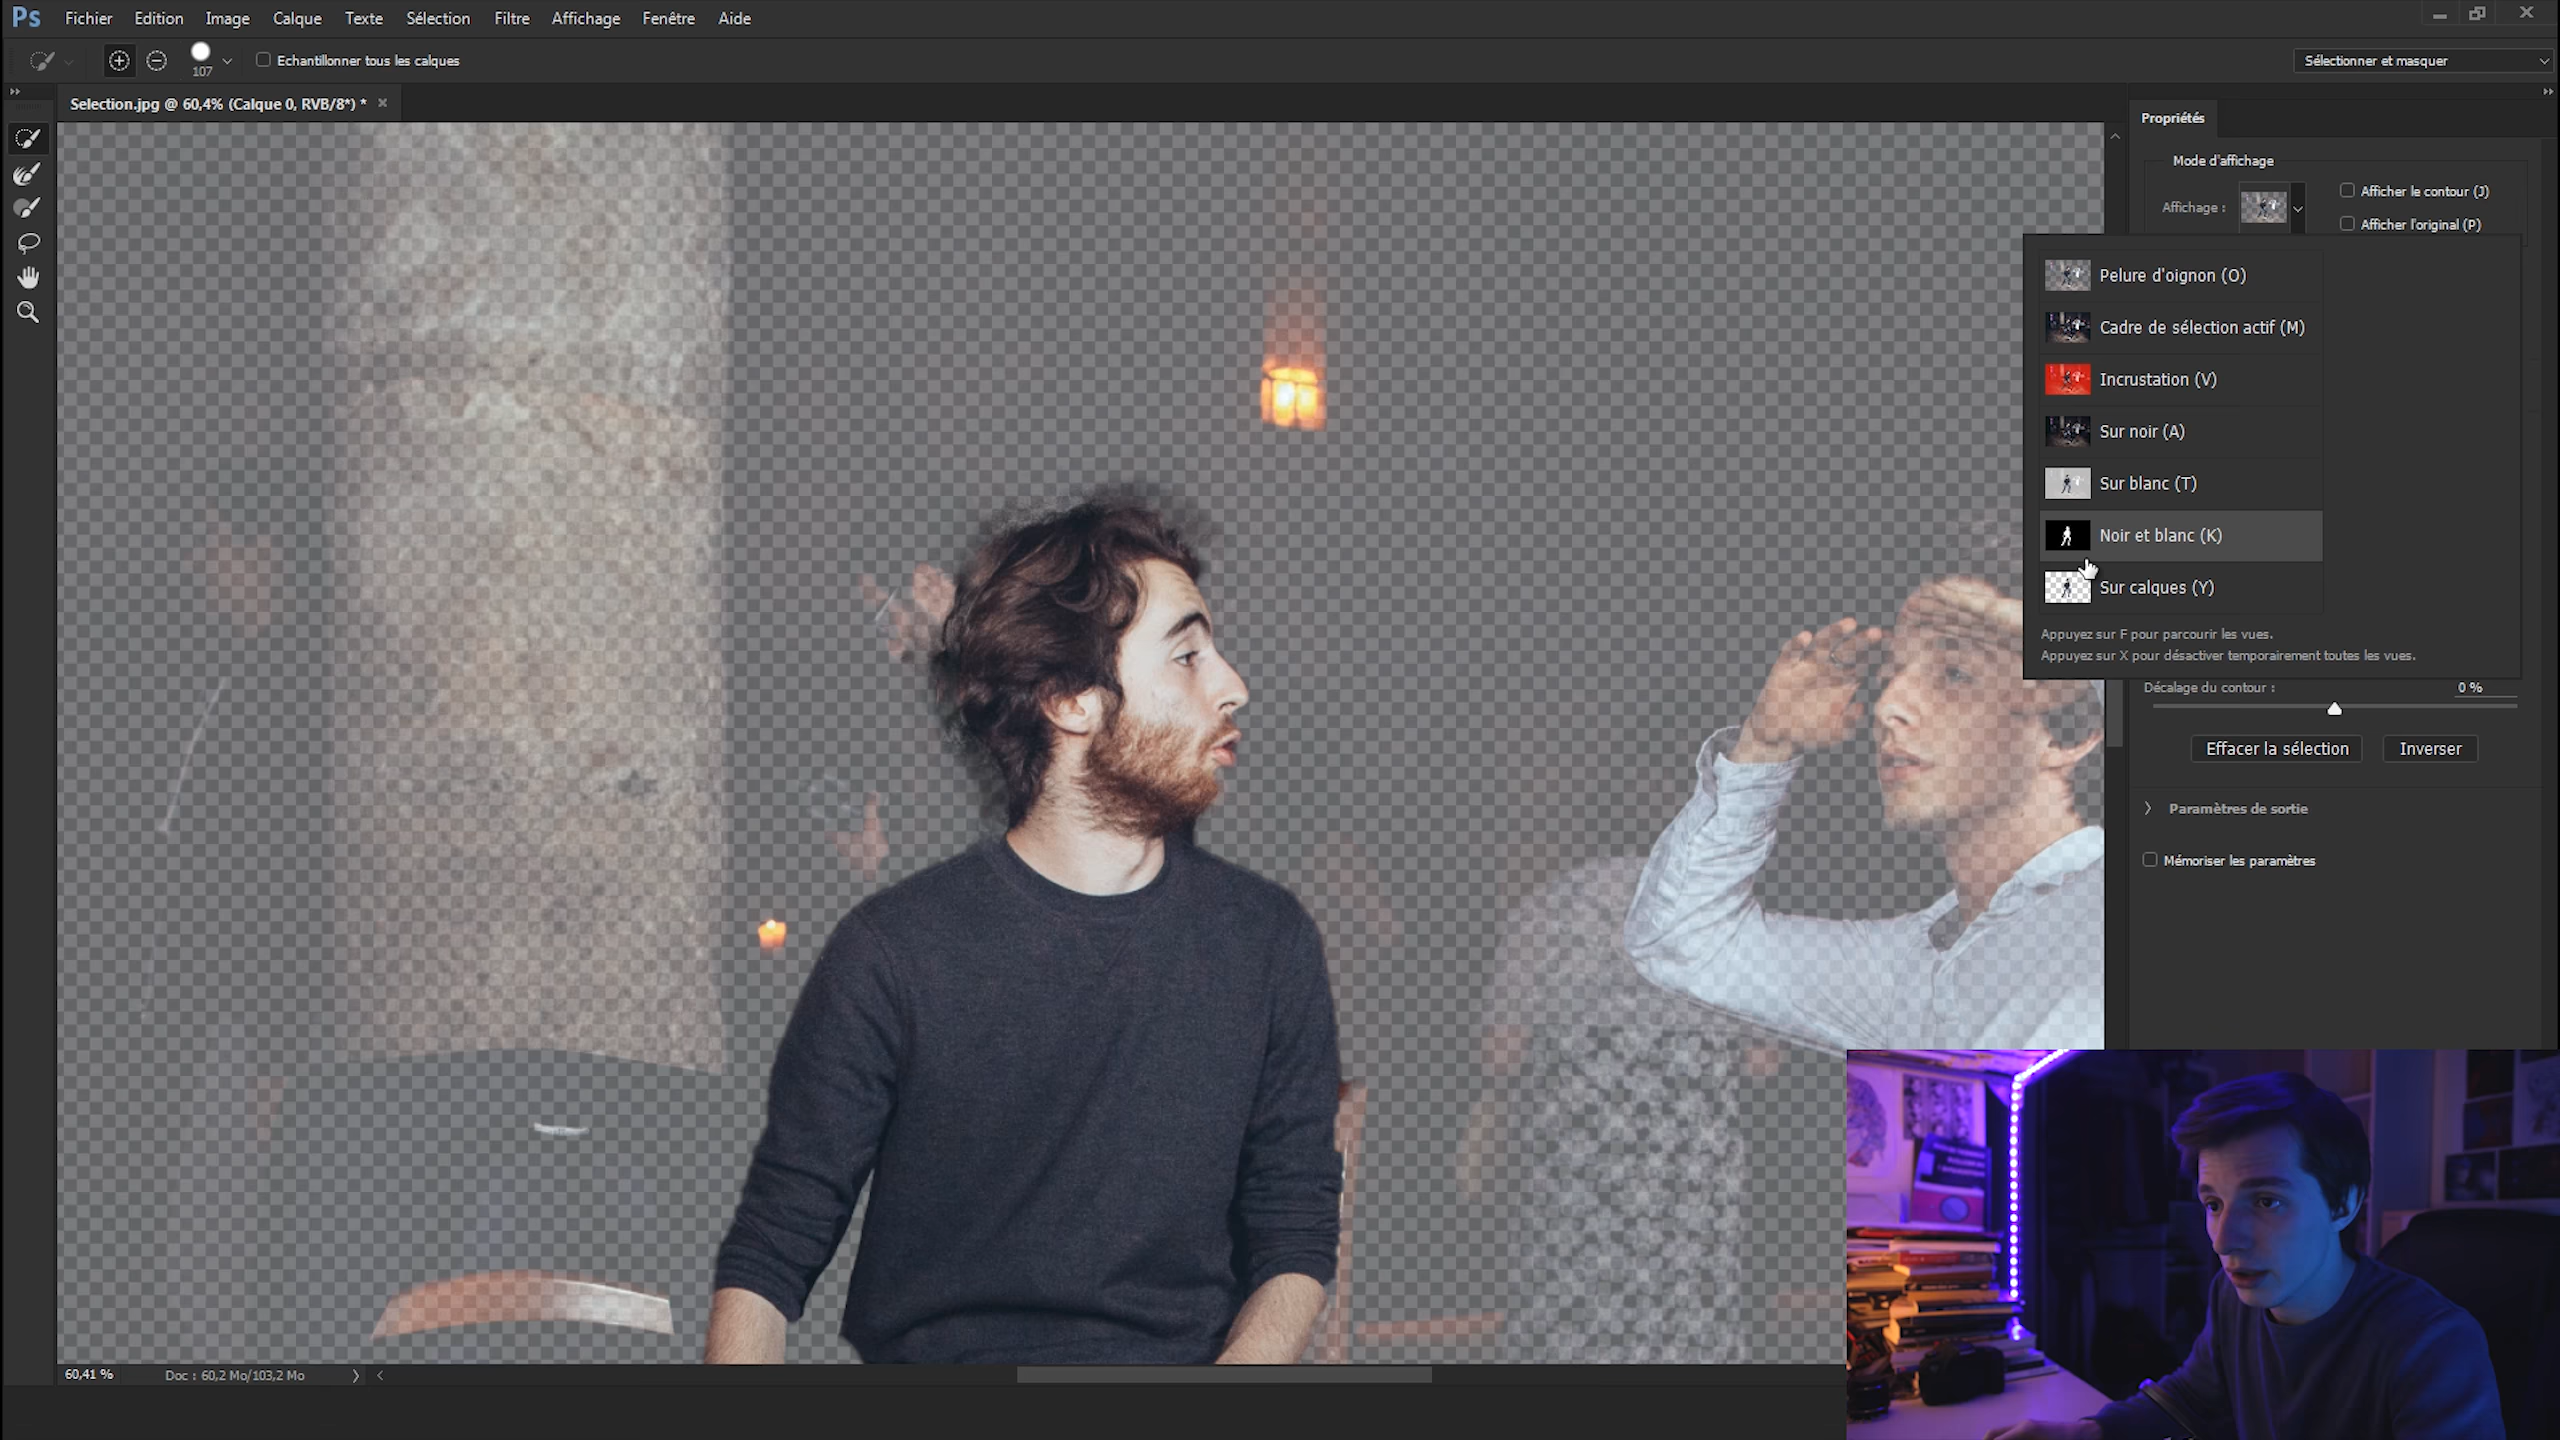 Ps Fichier Edition Image Calque Texte Sélection Filtre Affichage Fenêtre Aide
107 Echantillonner tous les calques
Sélectionner et masquer
Selection.jpg @ 60,4% (Calque 0, RVB/8*) *
Propriétés
Mode d'affichage
Affichage :
Afficher le contour (J)
Afficher l'original (P)
Pelure d'oignon (O)
Cadre de sélection actif (M)
Incrustation (V)
Sur noir (A)
Sur blanc (T)
Noir et blanc (K)
Sur calques (Y)
Appuyez sur F pour parcourir les vues.
Appuyez sur X pour désactiver temporairement toutes les vues.
Décalage du contour : 0 %
Effacer la sélection Inverser
Paramètres de sortie
Mémoriser les paramètres
60,41 % Doc : 60,2 Mo/103,2 Mo